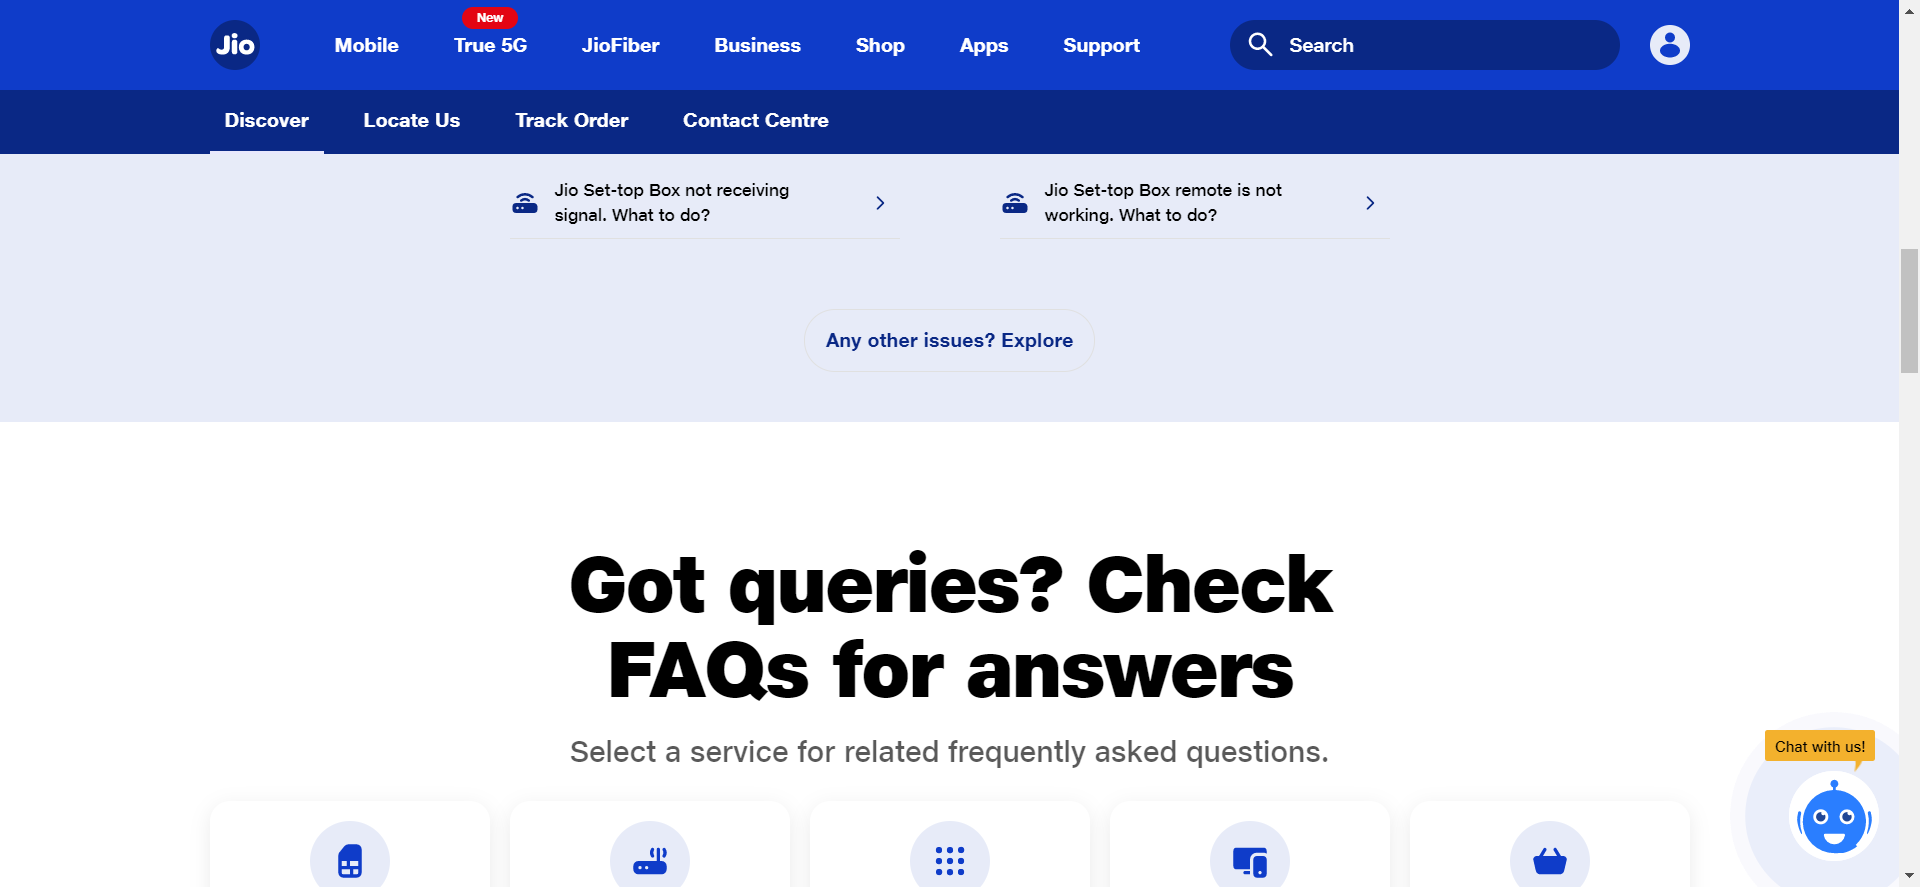 Jio
Mobile
New
True 5G
JioFiber
Business
Shop
Apps
Support
Search
Discover
Locate Us
Track Order
Contact Centre
Jio Set-top Box not receiving
signal. What to do?
Jio Set-top Box remote is not
working. What to do?
Any other issues? Explore
Got queries? Check
FAQs for answers
Select a service for related frequently asked questions.
Chat with us!